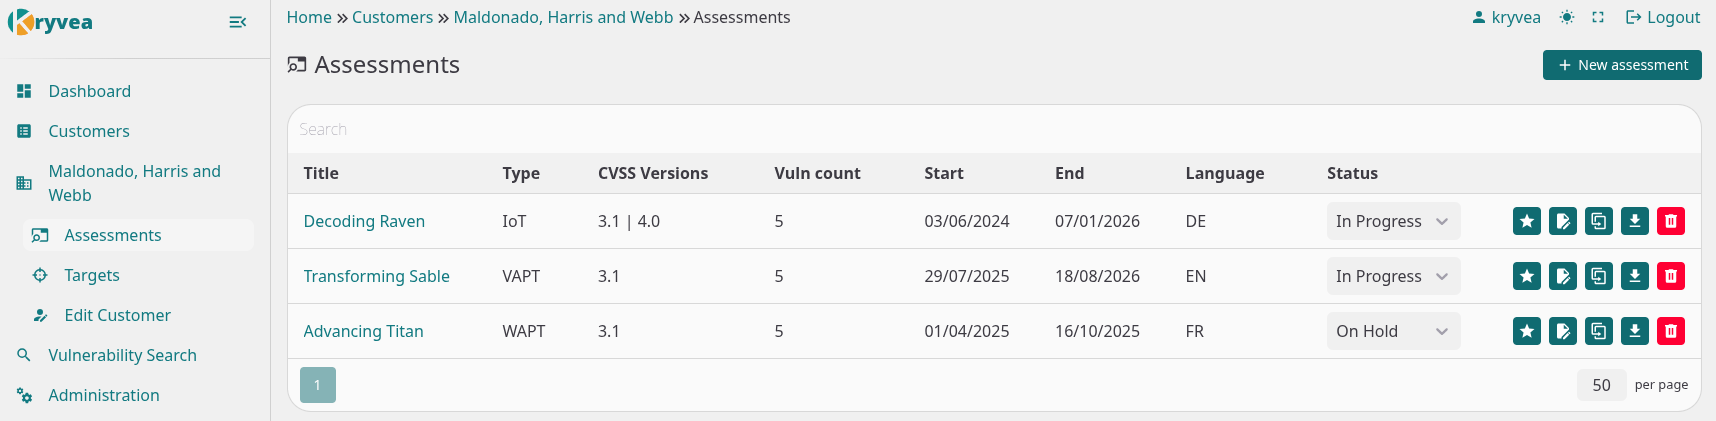 Kryvea
Home » Customers » Maldonado, Harris and Webb » Assessments
kryvea
Logout
Assessments
New assessment
Dashboard
Customers
Maldonado, Harris and
Webb
Assessments
Targets
Edit Customer
Vulnerability Search
Administration
Search
Title Type CVSS Versions Vuln count Start End Language Status
Decoding Raven IoT 3.1 | 4.0 5 03/06/2024 07/01/2026 DE In Progress
Transforming Sable VAPT 3.1 5 29/07/2025 18/08/2026 EN In Progress
Advancing Titan WAPT 3.1 5 01/04/2025 16/10/2025 FR On Hold
1
50 per page